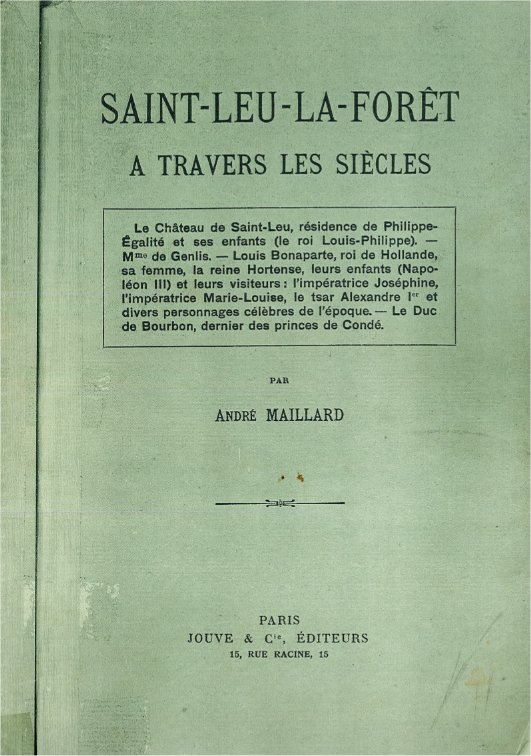 SAINT-LEU-LA-FORÊT
A TRAVERS LES SIÈCLES
Le Château de Saint-Leu, résidence de Philippe-
Égalité et ses enfants (le roi Louis-Philippe). —
Mme de Genlis. — Louis Bonaparte, roi de Hollande,
sa femme, la reine Hortense, leurs enfants (Napo-
léon III) et leurs visiteurs : l'impératrice Joséphine,
l'impératrice Marie-Louise, le tsar Alexandre Ier et
divers personnages célèbres de l'époque. — Le Duc
de Bourbon, dernier des princes de Condé.
PAR
ANDRÉ MAILLARD
PARIS
JOUVE & Cie, ÉDITEURS
15, RUE RACINE, 15